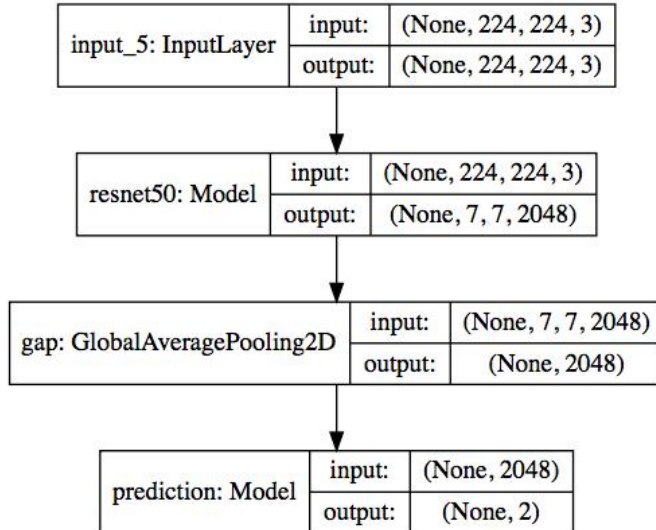 input_5: InputLayer
input: (None, 224, 224, 3)
output: (None, 224, 224, 3)
resnet50: Model
input: (None, 224, 224, 3)
output: (None, 7, 7, 2048)
gap: GlobalAveragePooling2D
input: (None, 7, 7, 2048)
output: (None, 2048)
prediction: Model
input: (None, 2048)
output: (None, 2)